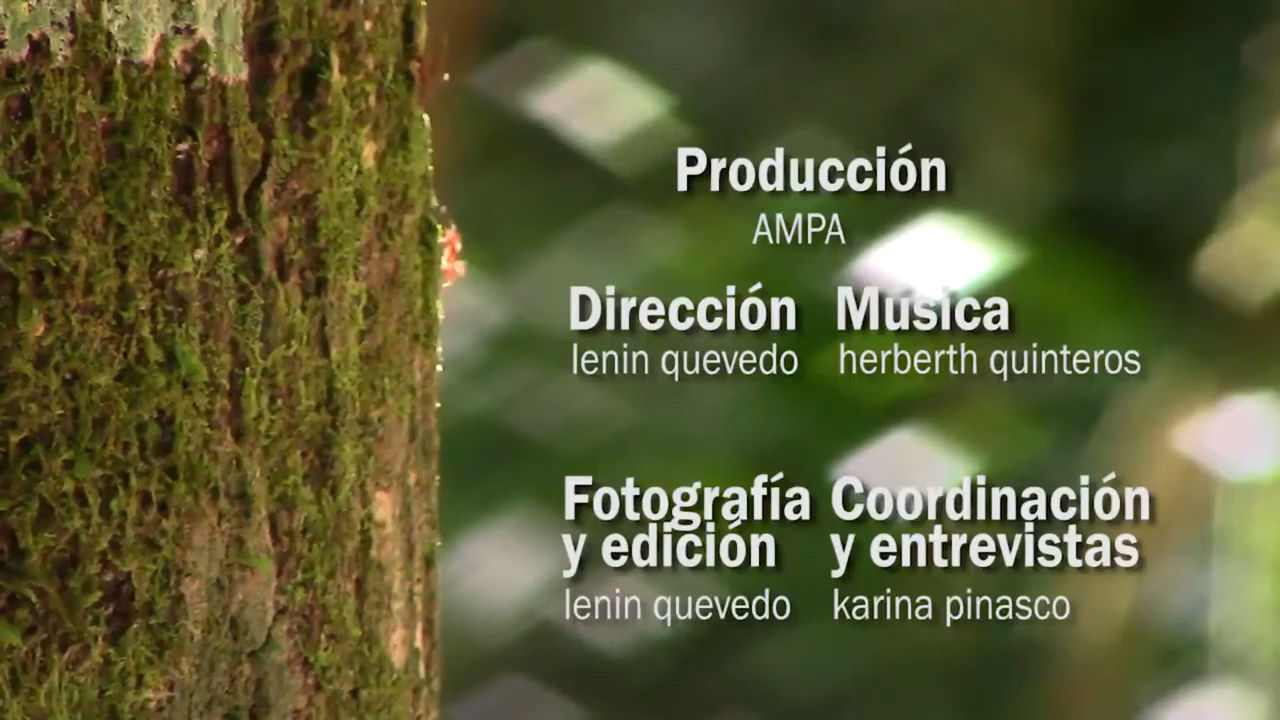 Producción
AMPA
Dirección
lenin quevedo
Música
herberth quinteros
Fotografía
y edición
lenin quevedo
Coordinación
y entrevistas
karina pinasco